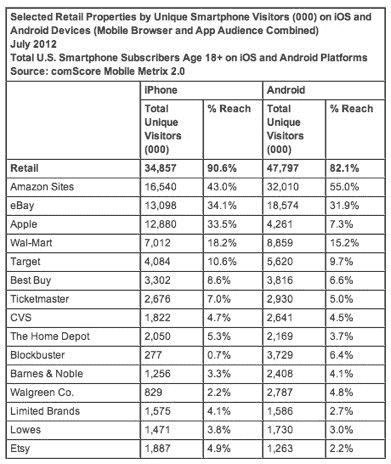 Selected Retail Properties by Unique Smartphone Visitors (000) on iOS and
Android Devices (Mobile Browser and App Audience Combined)
July 2012
Total U.S. Smartphone Subscribers Age 18+ on iOS and Android Platforms
Source: comScore Mobile Metrix 2.0
iPhone Android
Total Unique Visitors (000) % Reach Total Unique Visitors (000) % Reach
Retail 34,857 90.6% 47,797 82.1%
Amazon Sites 16,540 43.0% 32,010 55.0%
eBay 13,098 34.1% 18,574 31.9%
Apple 12,880 33.5% 4,261 7.3%
Wal-Mart 7,012 18.2% 8,859 15.2%
Target 4,084 10.6% 5,620 9.7%
Best Buy 3,302 8.6% 3,816 6.6%
Ticketmaster 2,676 7.0% 2,930 5.0%
CVS 1,822 4.7% 2,641 4.5%
The Home Depot 2,050 5.3% 2,169 3.7%
Blockbuster 277 0.7% 3,729 6.4%
Barnes & Noble 1,256 3.3% 2,408 4.1%
Walgreen Co. 829 2.2% 2,787 4.8%
Limited Brands 1,575 4.1% 1,586 2.7%
Lowes 1,471 3.8% 1,730 3.0%
Etsy 1,887 4.9% 1,263 2.2%